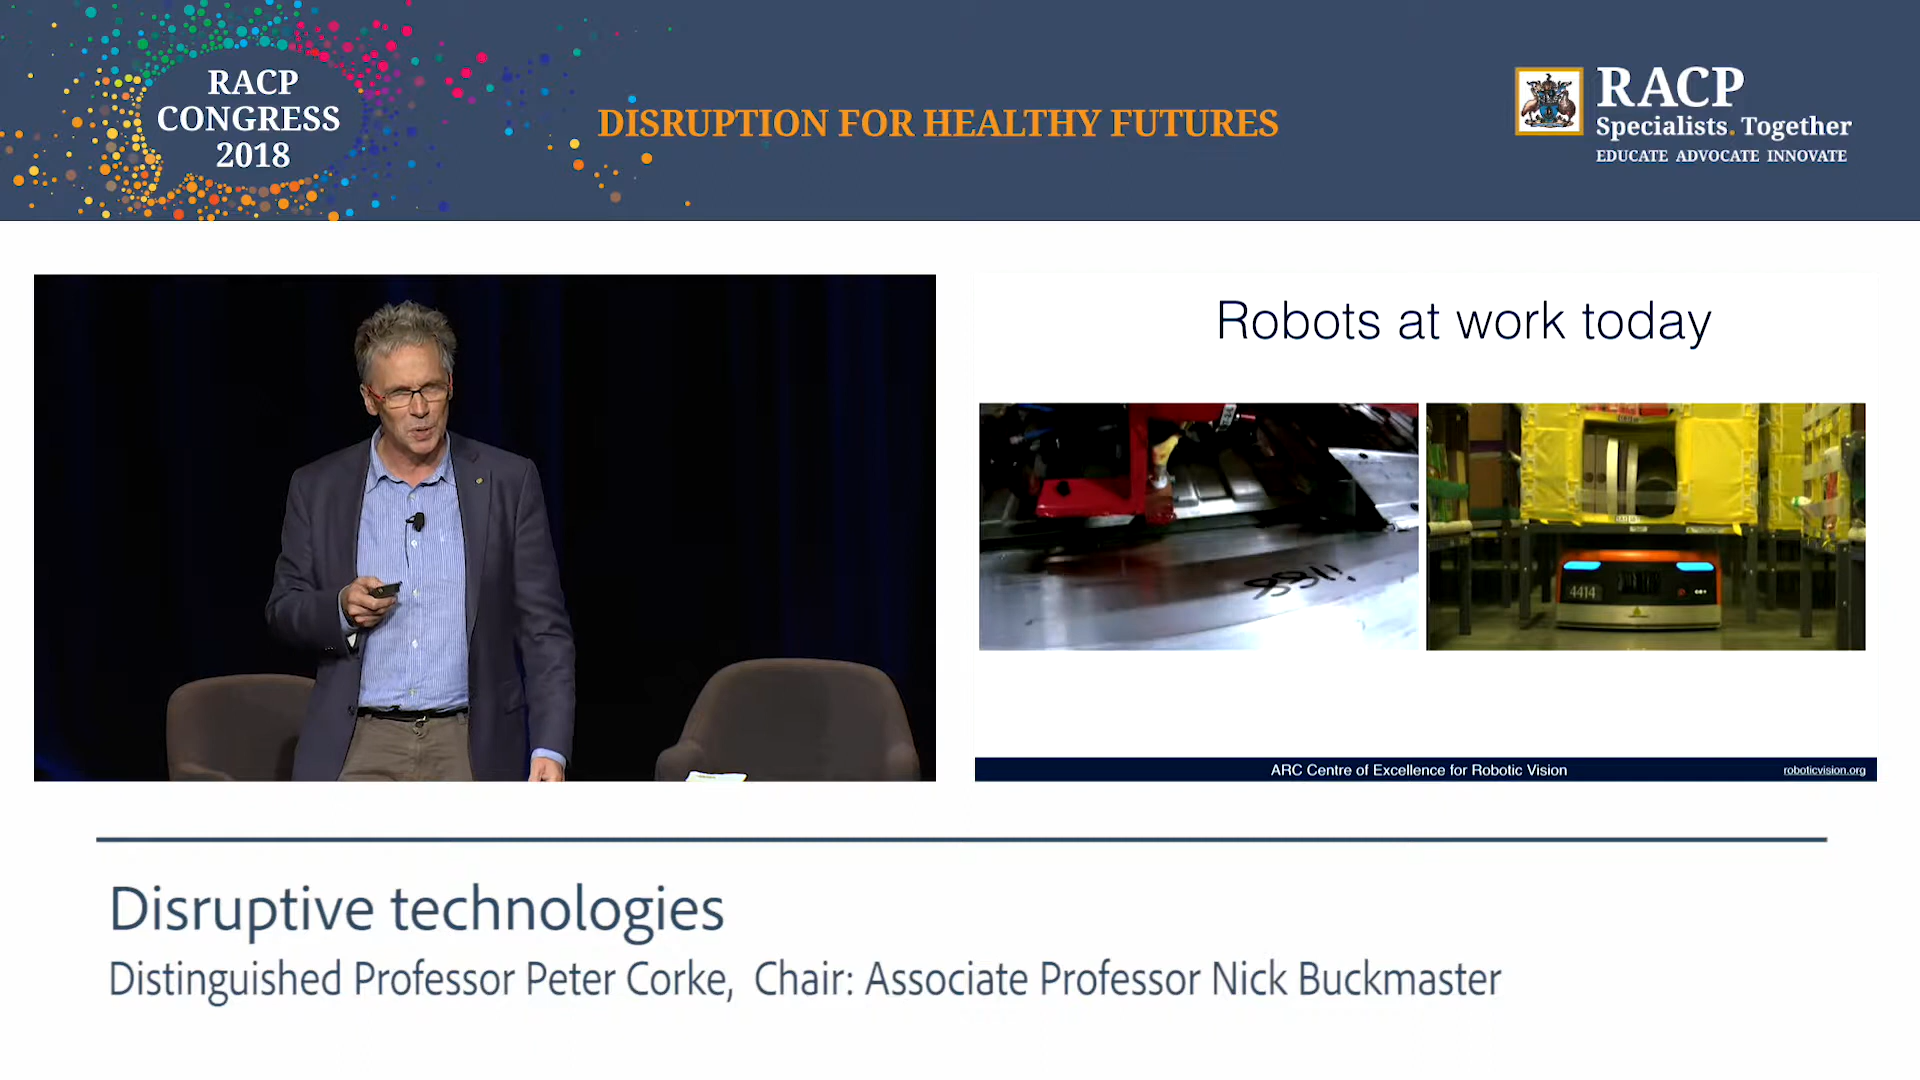 RACP
CONGRESS
2018
DISRUPTION FOR HEALTHY FUTURES
RACP
Specialists. Together
EDUCATE ADVOCATE INNOVATE
Robots at work today
4414
ARC Centre of Excellence for Robotic Vision
roboticvision.org
Disruptive technologies
Distinguished Professor Peter Corke, Chair: Associate Professor Nick Buckmaster